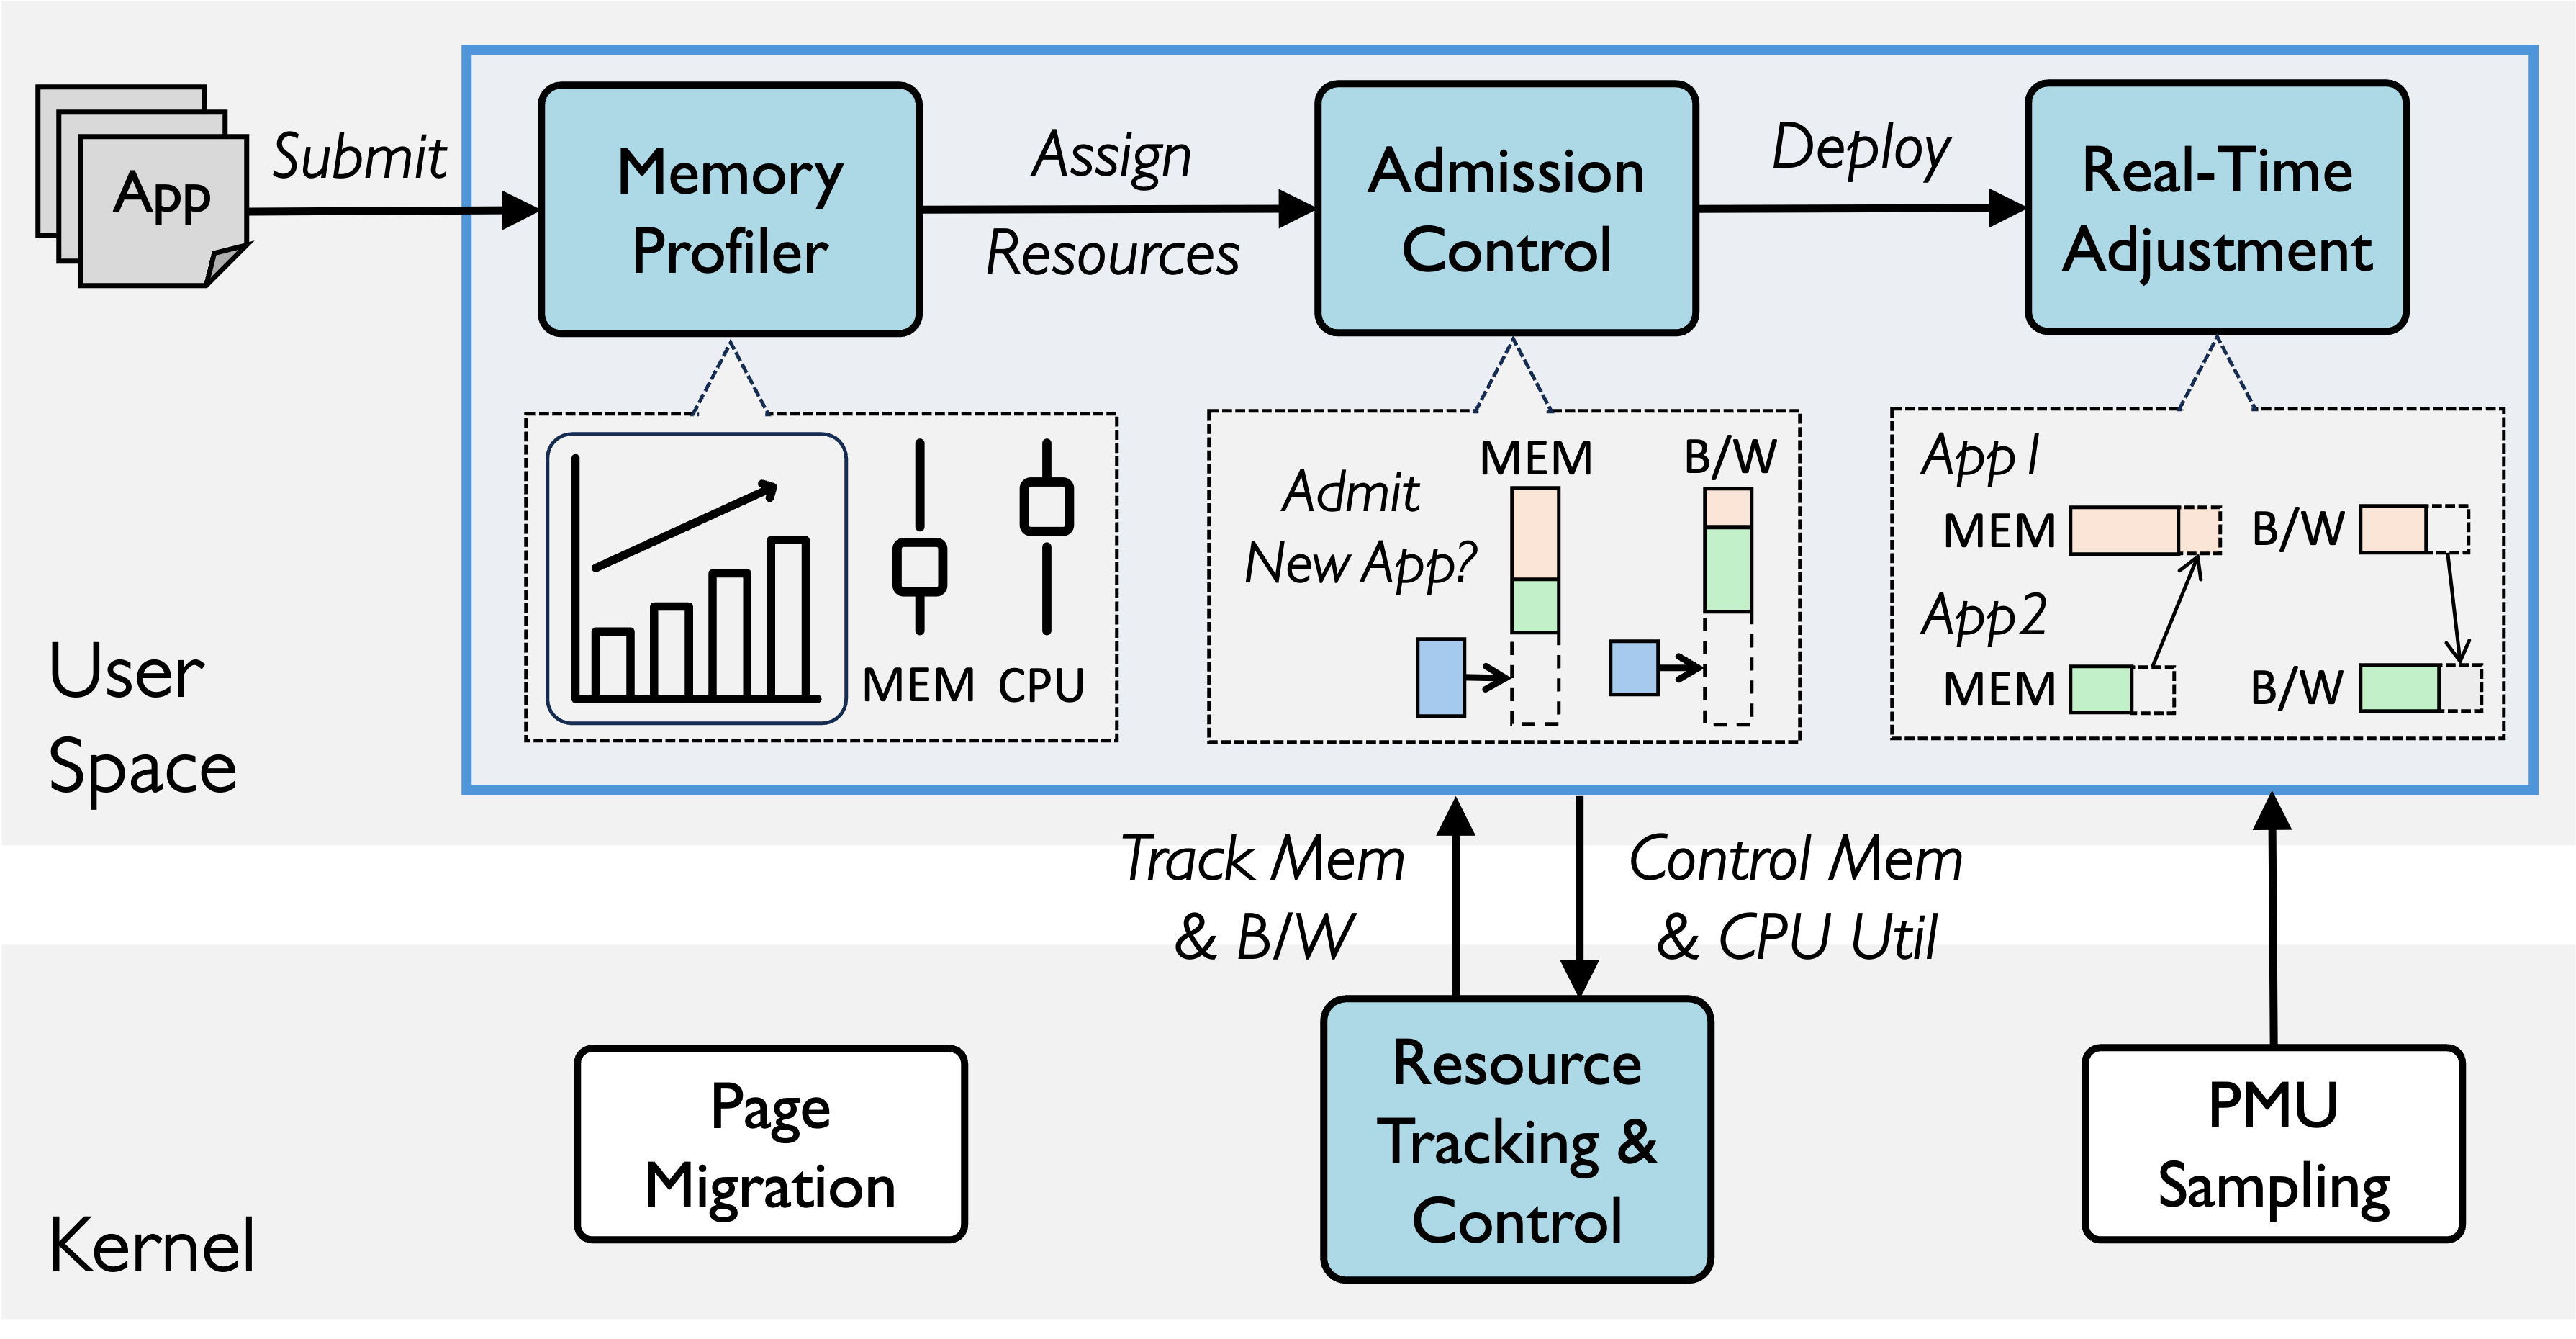 App
Submit
Memory
Profiler
Assign
Resources
Admission
Control
Deploy
Real-Time
Adjustment
MEM
CPU
Admit
New App?
MEM
B/W
App1
MEM
B/W
App2
MEM
B/W
User
Space
Track Mem
& B/W
Control Mem
& CPU Util
Kernel
Page
Migration
Resource
Tracking &
Control
PMU
Sampling